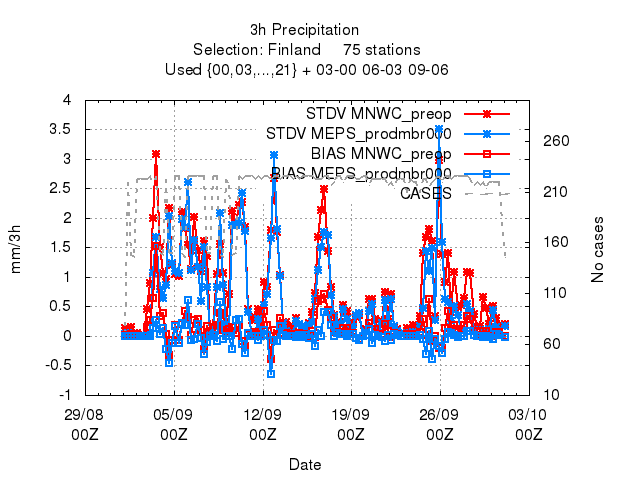 3h Precipitation
Selection: Finland 75 stations
Used {00,03,...,21} + 03-00 06-03 09-06
STDV MNWC_preop
STDV MEPS_prodmbr000
BIAS MNWC_preop
BIAS MEPS_prodmbr000
CASES
4
3.5
3
2.5
2
1.5
1
0.5
0
-0.5
-1
mm/3h
260
210
160
110
60
10
No cases
29/08 05/09 12/09 19/09 26/09 03/10
00Z 00Z 00Z 00Z 00Z 00Z
Date